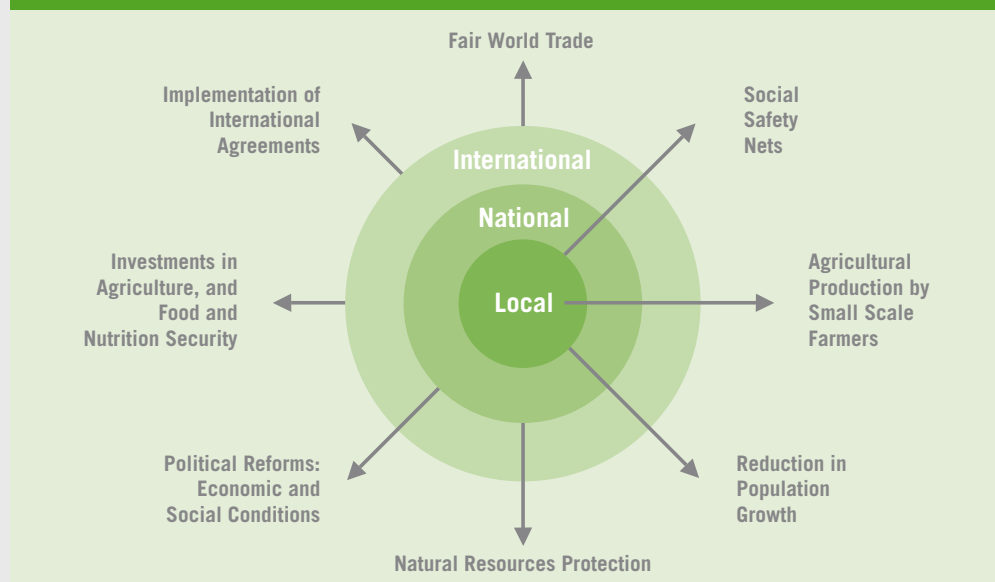 Fair World Trade
Implementation of
International
Agreements
Social
Safety
Nets
International
National
Local
Investments in
Agriculture, and
Food and
Nutrition Security
Agricultural
Production by
Small Scale
Farmers
Political Reforms:
Economic and
Social Conditions
Reduction in
Population
Growth
Natural Resources Protection